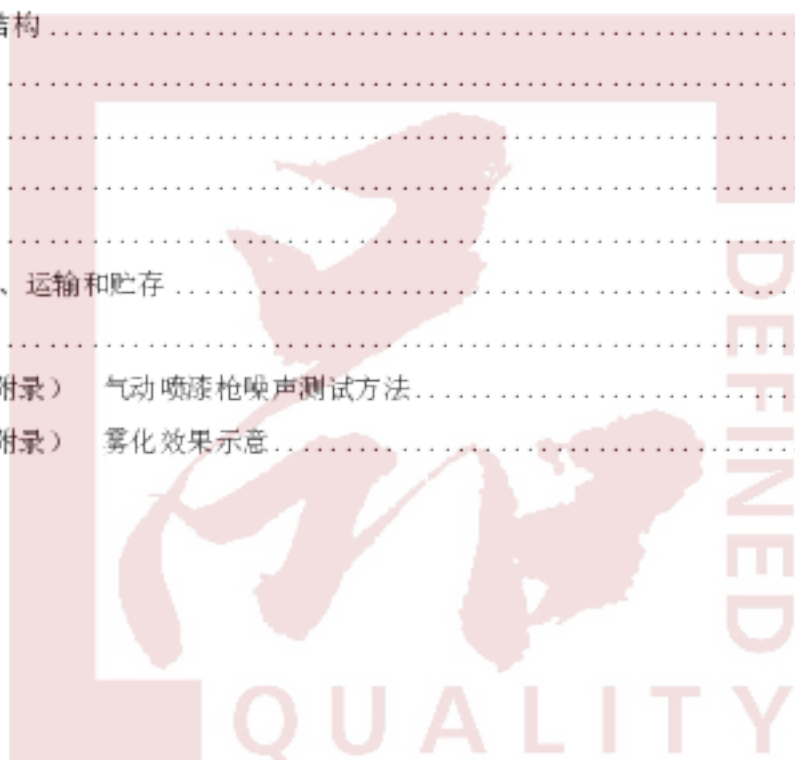 结构
、运输和贮存
附录） 气动喷漆枪噪声测试方法
附录） 雾化效果示意
DEFINED
QUALITY